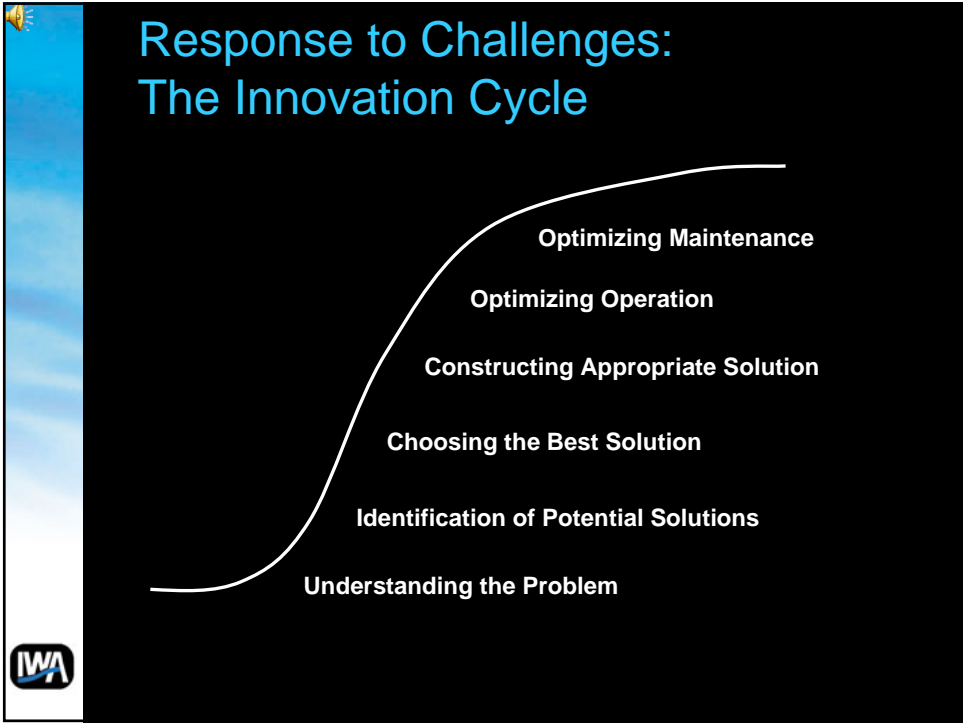 Response to Challenges:
The Innovation Cycle
Optimizing Maintenance
Optimizing Operation
Constructing Appropriate Solution
Choosing the Best Solution
Identification of Potential Solutions
Understanding the Problem
IWA